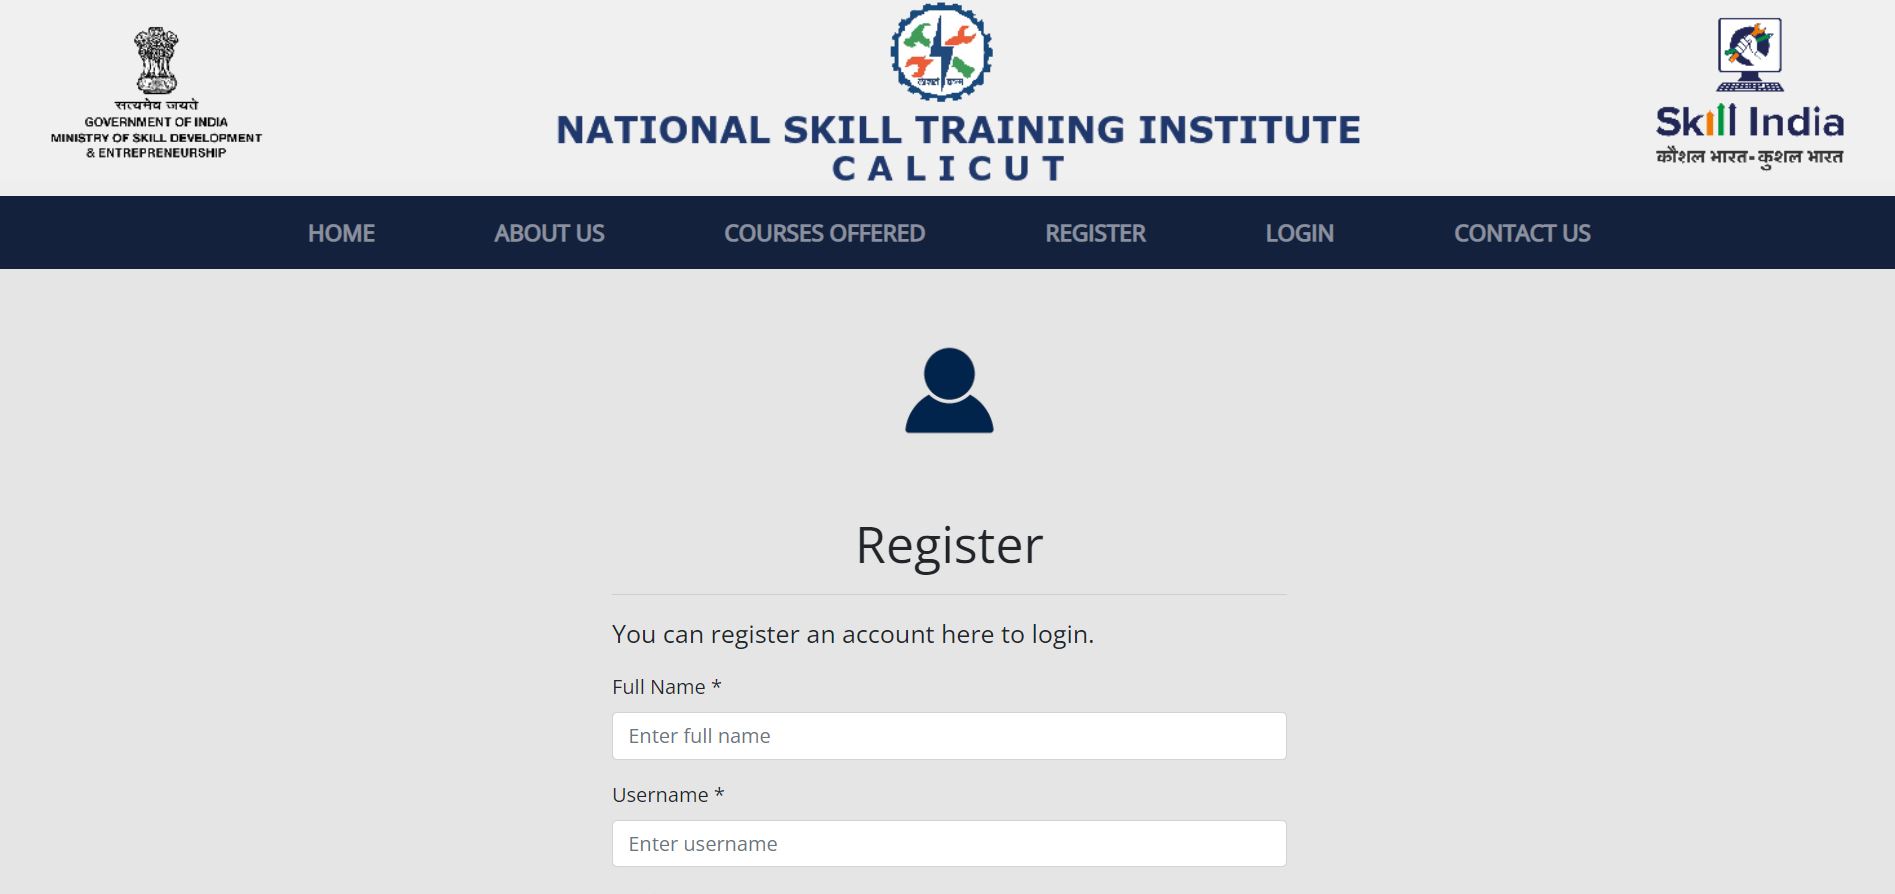 सत्यमेव जयते
GOVERNMENT OF INDIA
MINISTRY OF SKILL DEVELOPMENT
& ENTREPRENEURSHIP
NATIONAL SKILL TRAINING INSTITUTE
CALICUT
Skill India
कौशल भारत-कुशल भारत
HOME
ABOUT US
COURSES OFFERED
REGISTER
LOGIN
CONTACT US
Register
You can register an account here to login.
Full Name *
Enter full name
Username *
Enter username